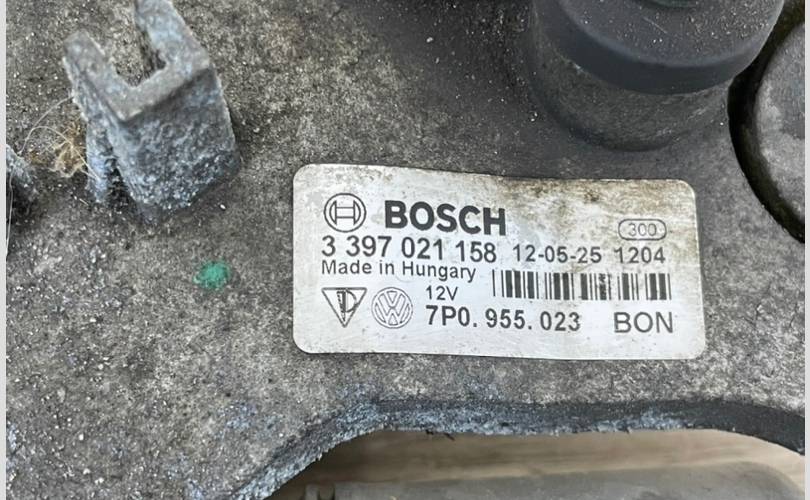 BOSCH
300
3 397 021 158 12-05-25 1204
Made in Hungary
12V
7P0.955.023 BON